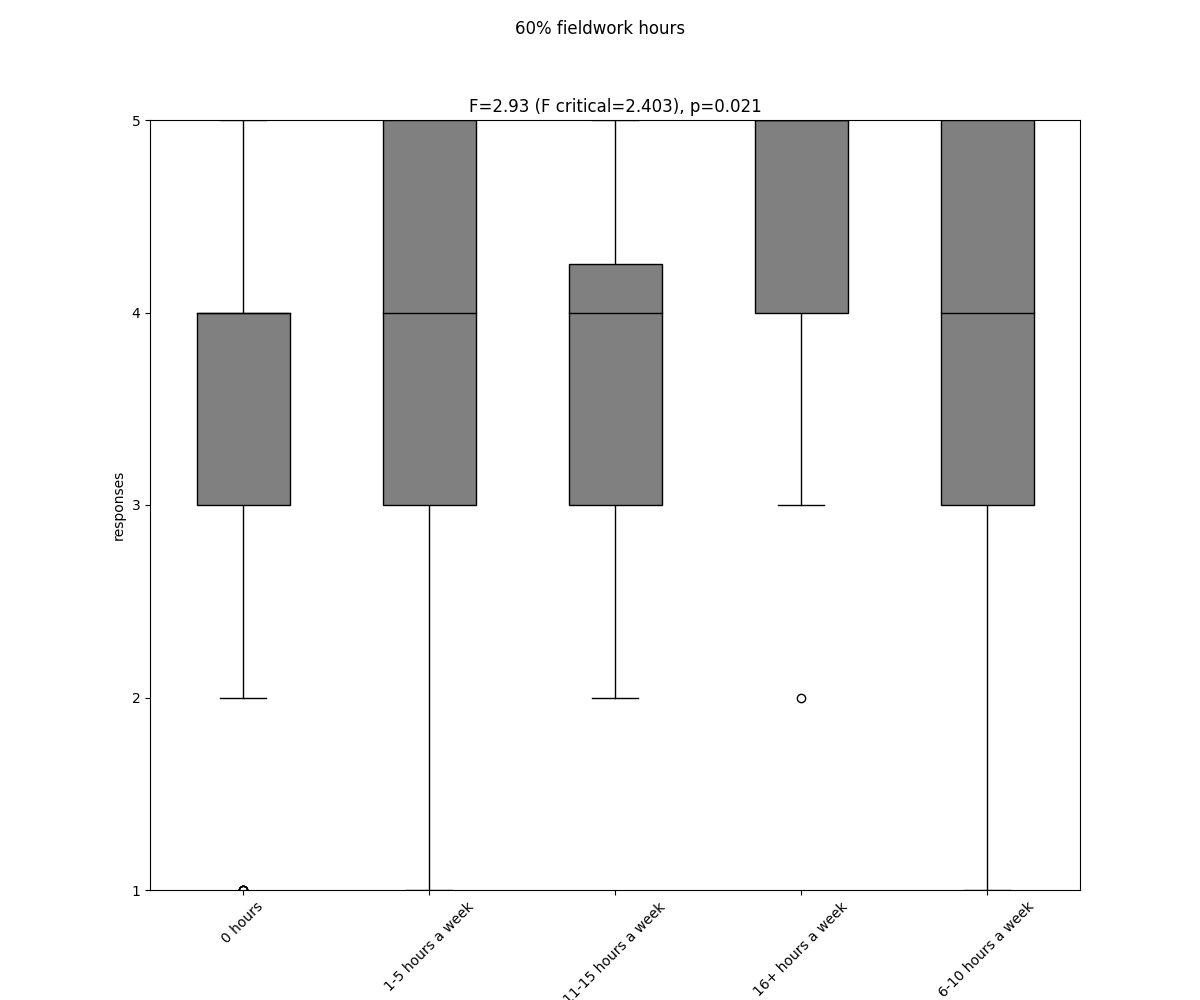 60% fieldwork hours
F=2.93 (F critical=2.403), p=0.021
responses
5
4
3
2
1
0 hours
1-5 hours a week
11-15 hours a week
16+ hours a week
6-10 hours a week